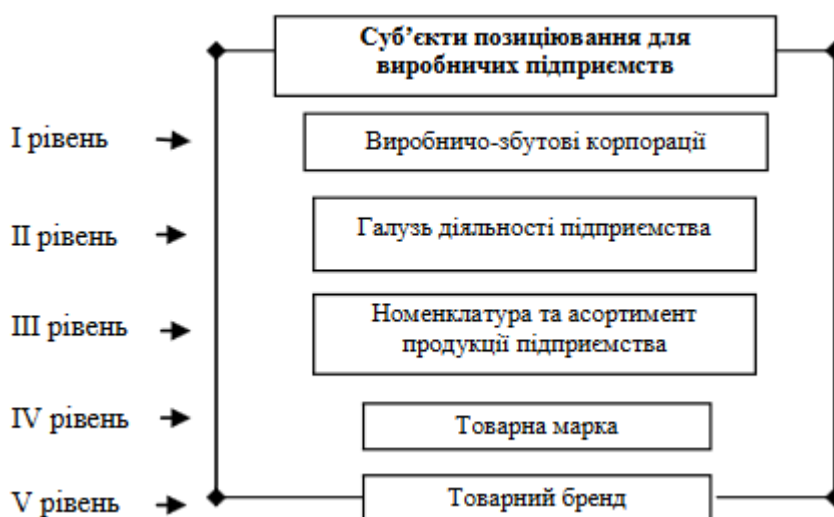 Суб’єкти позиціювання для
виробничих підприємств
І рівень
Виробничо-збутові корпорації
ІІ рівень
Галузь діяльності підприємства
ІІІ рівень
Номенклатура та асортимент
продукції підприємства
IV рівень
Товарна марка
V рівень
Товарний бренд